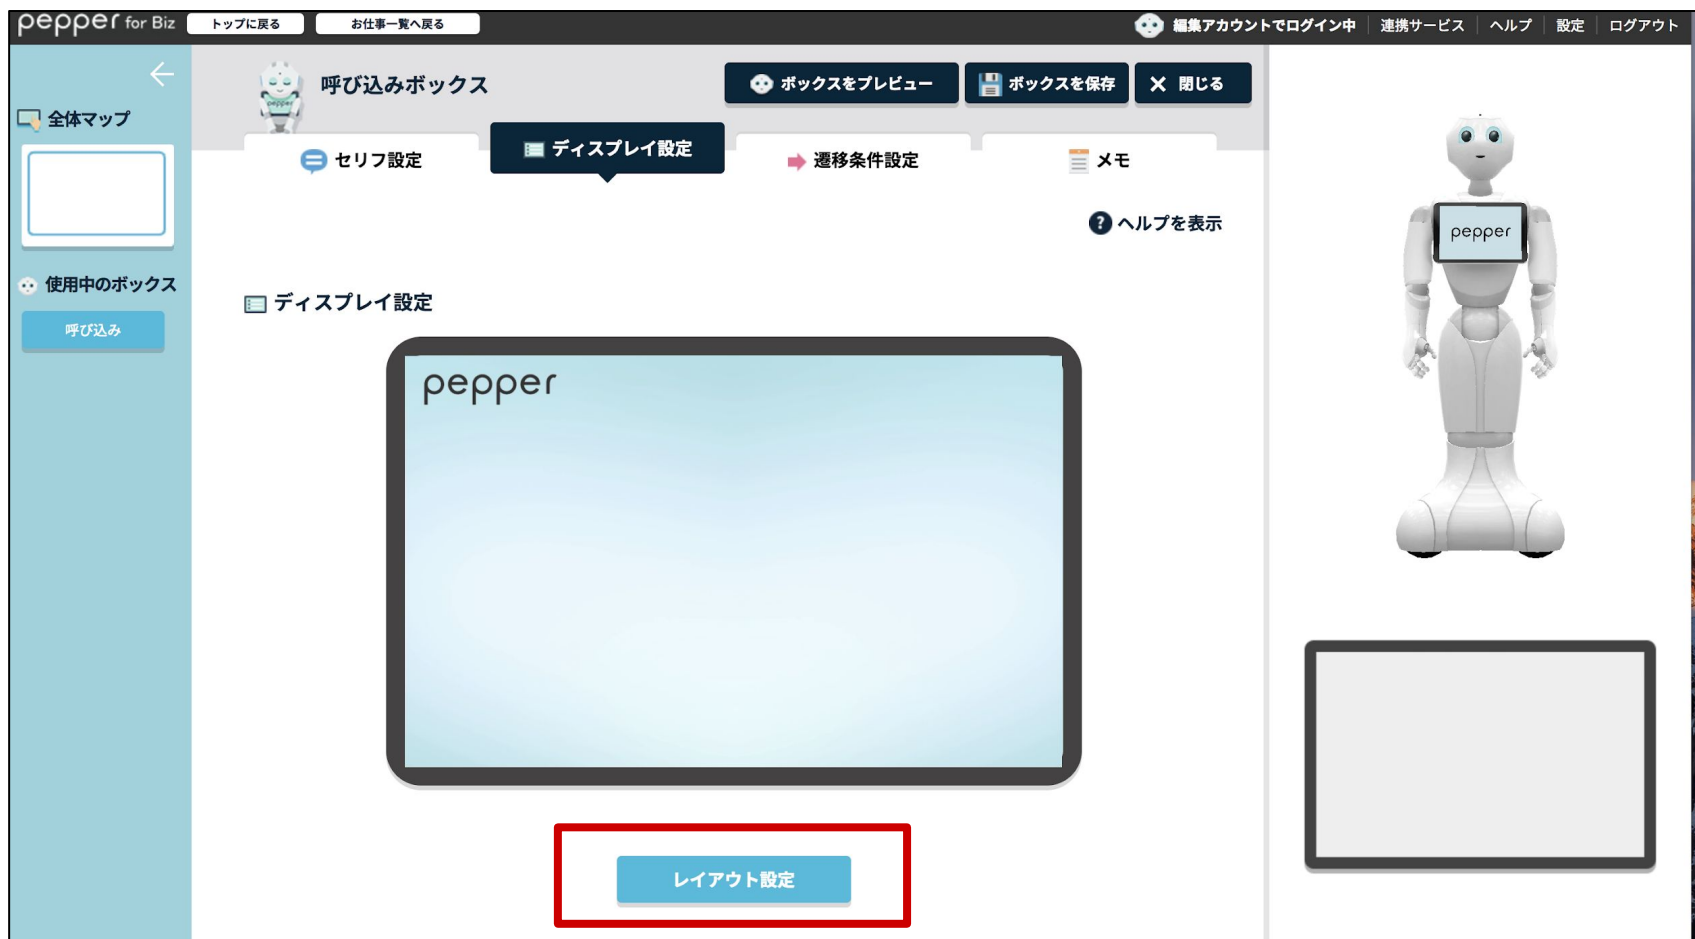 pepper for Biz トップに戻る お仕事一覧へ戻る 編集アカウントでログイン中 連携サービス ヘルプ 設定 ログアウト
全体マップ
使用中のボックス
呼び込み
呼び込みボックス ボックスをプレビュー ボックスを保存 閉じる
セリフ設定 ディスプレイ設定 遷移条件設定 メモ
ヘルプを表示
ディスプレイ設定
pepper
レイアウト設定
pepper